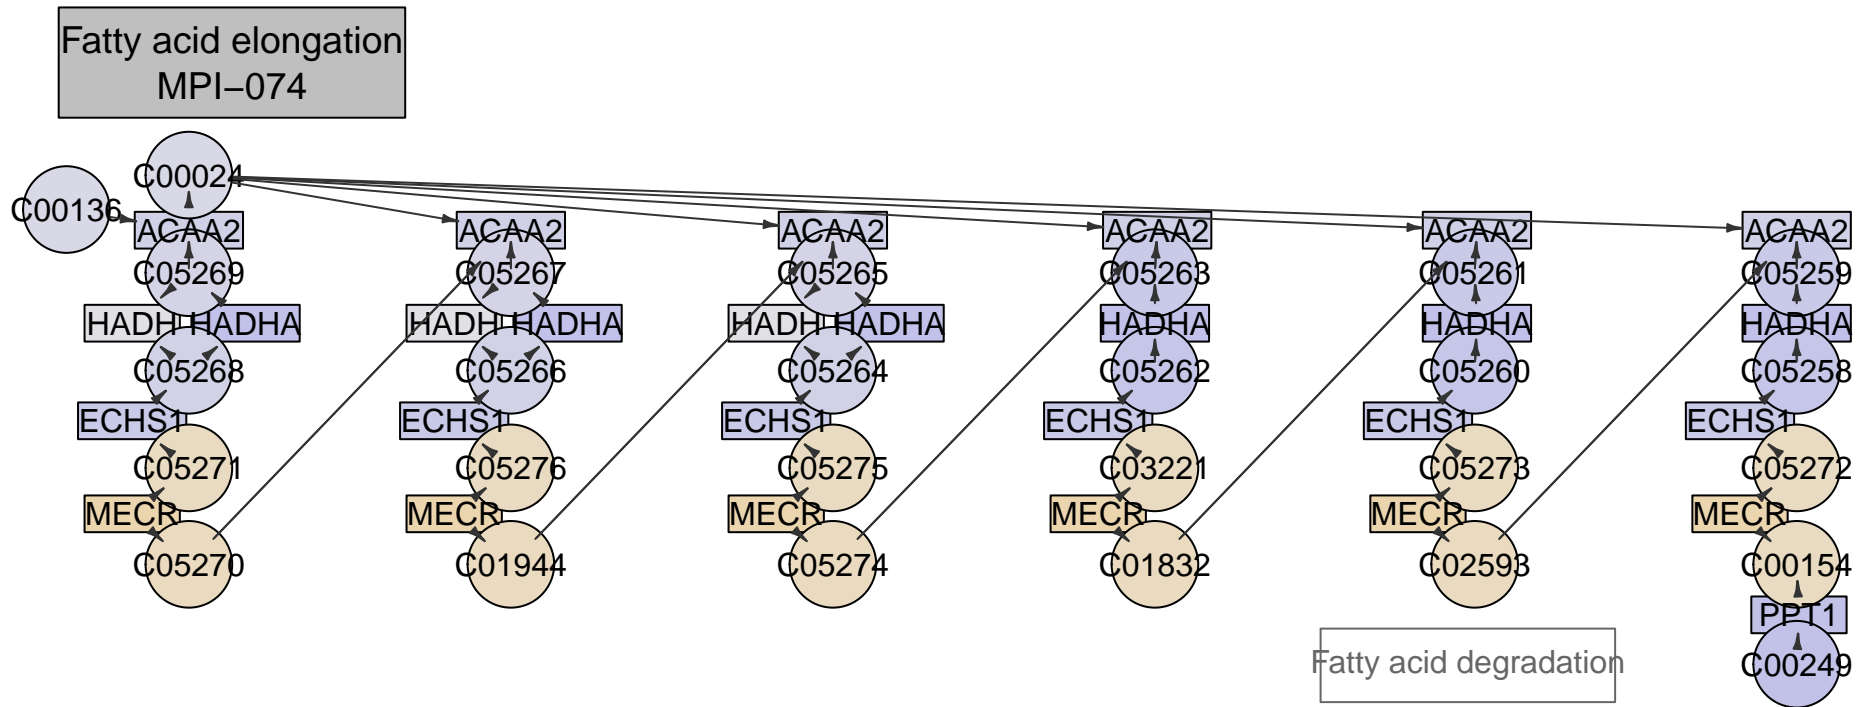 Fatty acid elongation
MPI−074
C00024
C00136
ACAA2 ACAA2 ACAA2 ACAA2 ACAA2 ACAA2
C05269 C05267 C05265 C05263 C05261 C05259
HADH HADHA HADH HADHA HADH HADHA HADHA HADHA HADHA
C05268 C05266 C05264 C05262 C05260 C05258
ECHS1 ECHS1 ECHS1 ECHS1 ECHS1 ECHS1
C05271 C05276 C05275 C03221 C05273 C05272
MECR MECR MECR MECR MECR MECR
C05270 C01944 C05274 C01832 C02593 C00154
PPT1
Fatty acid degradation C00249